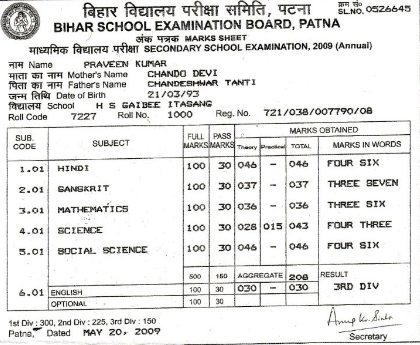 बिहार विद्यालय परीक्षा समिति, पटना
क्रम सं०
SL.NO. 0526645
BIHAR SCHOOL EXAMINATION BOARD, PATNA
अंक पत्रक MARKS SHEET
माध्यमिक विद्यालय परीक्षा SECONDARY SCHOOL EXAMINATION, 2009 (Annual)
नाम Name PRAVEEN KUMAR
माता का नाम Mother's Name CHANDO DEVI
पिता का नाम Father's Name CHANDESHWAR TANTI
जन्म तिथि Date of Birth 21/03/93
विद्यालय School H S GAIBEE ITASANG
Roll Code 7227 Roll No. 1000 Reg. No. 721/038/007790/08
SUB. CODE SUBJECT FULL MARKS PASS MARKS MARKS OBTAINED
Theory Practical TOTAL MARKS IN WORDS
1.01 HINDI 100 30 046 - 046 FOUR SIX
2.01 SANSKRIT 100 30 037 - 037 THREE SEVEN
3.01 MATHEMATICS 100 30 036 - 036 THREE SIX
4.01 SCIENCE 100 30 028 015 043 FOUR THREE
5.01 SOCIAL SCIENCE 100 30 046 - 046 FOUR SIX
500 150 AGGREGATE 208 RESULT
6.01 ENGLISH 100 30 030 - 030 3RD DIV
OPTIONAL 100 30
1st Div : 300, 2nd Div : 225, 3rd Div : 150
Patna, Dated MAY 20, 2009
Secretary